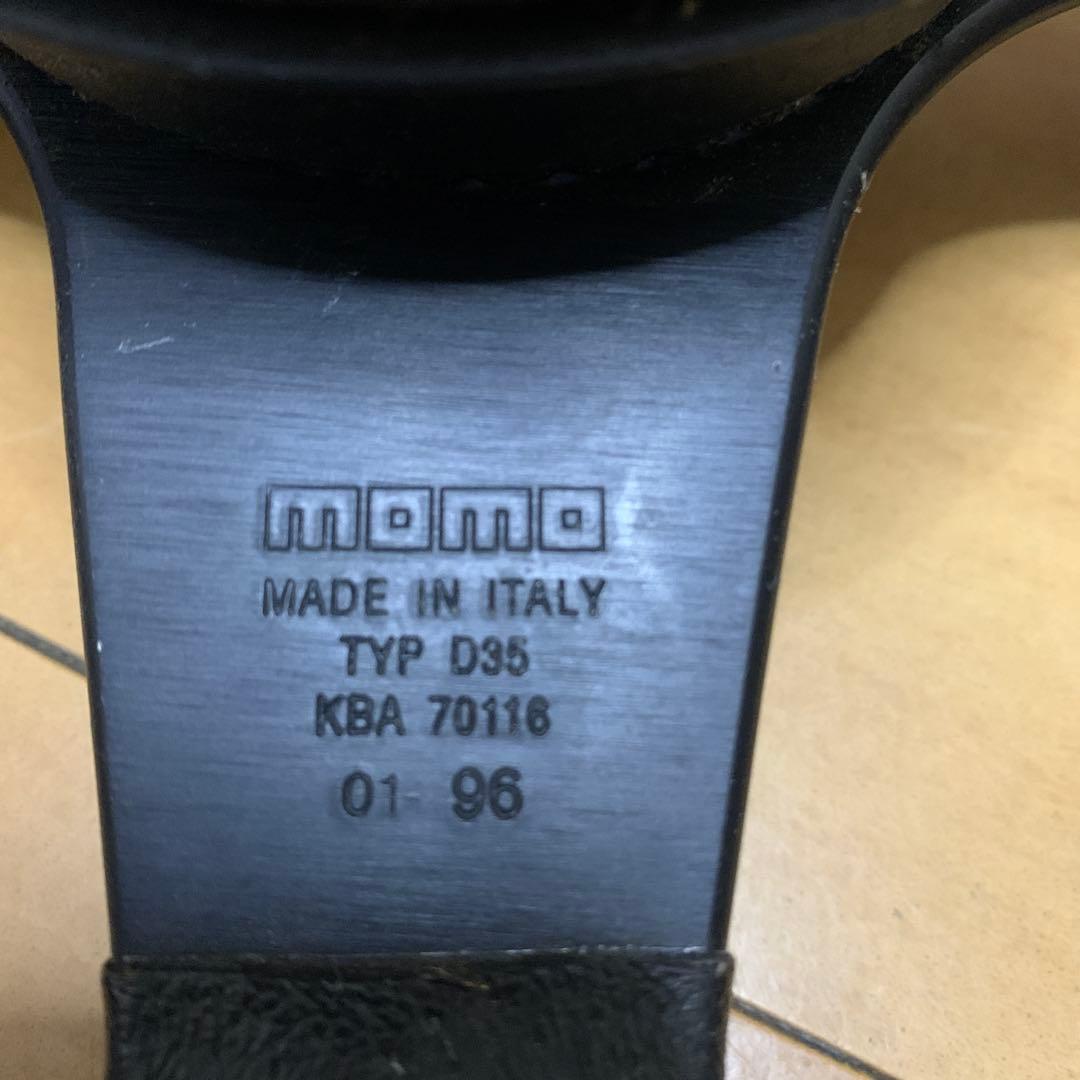 momo
MADE IN ITALY
TYP D35
KBA 70116
01 96